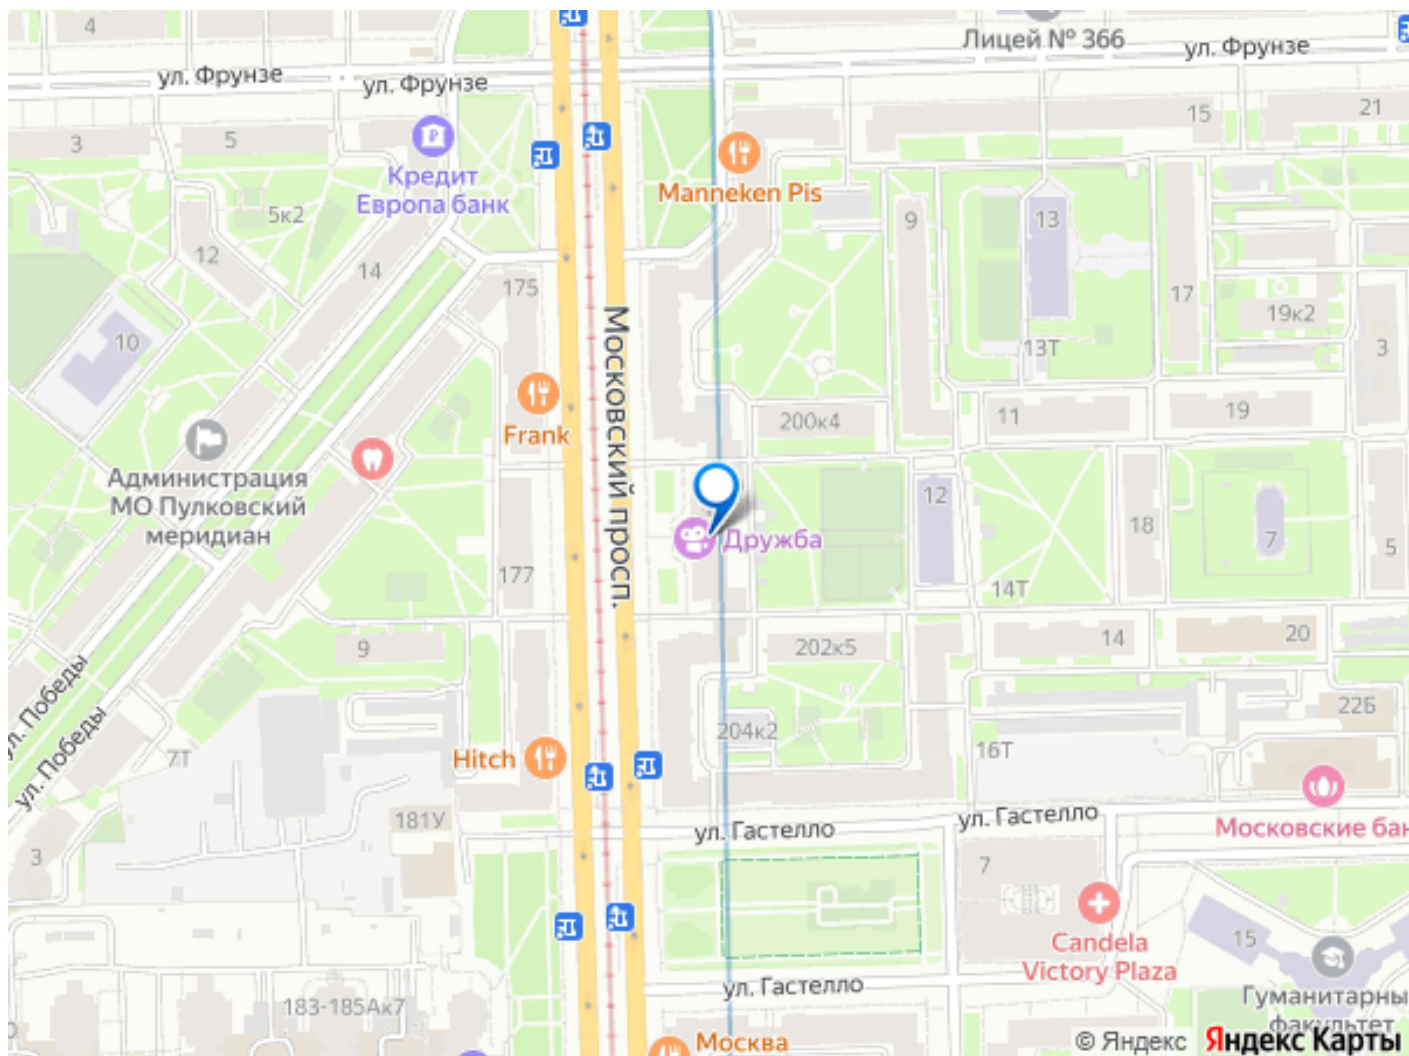 4
Лицей № 366
ул. Фрунзе
ул. Фрунзе
ул. Фрунзе
3
5
15
21
Кредит
Европа банк
Manneken Pis
5к2
12
14
9
13
175
17
19к2
10
13Т
3
Московский просп.
Frank
200к4
11
19
Администрация
МО Пулковский
меридиан
12
18
7
5
Дружба
177
14Т
9
202к5
14
20
ул. Победы
ул. Победы
22Б
7Т
Hitch
204к2
16Т
181У
ул. Гастелло
ул. Гастелло
Московские бан
3
7
Candela
Victory Plaza
15
183-185Ак7
ул. Гастелло
Гуманитарны
факультет
Москва
© Яндекс Яндекс Карты